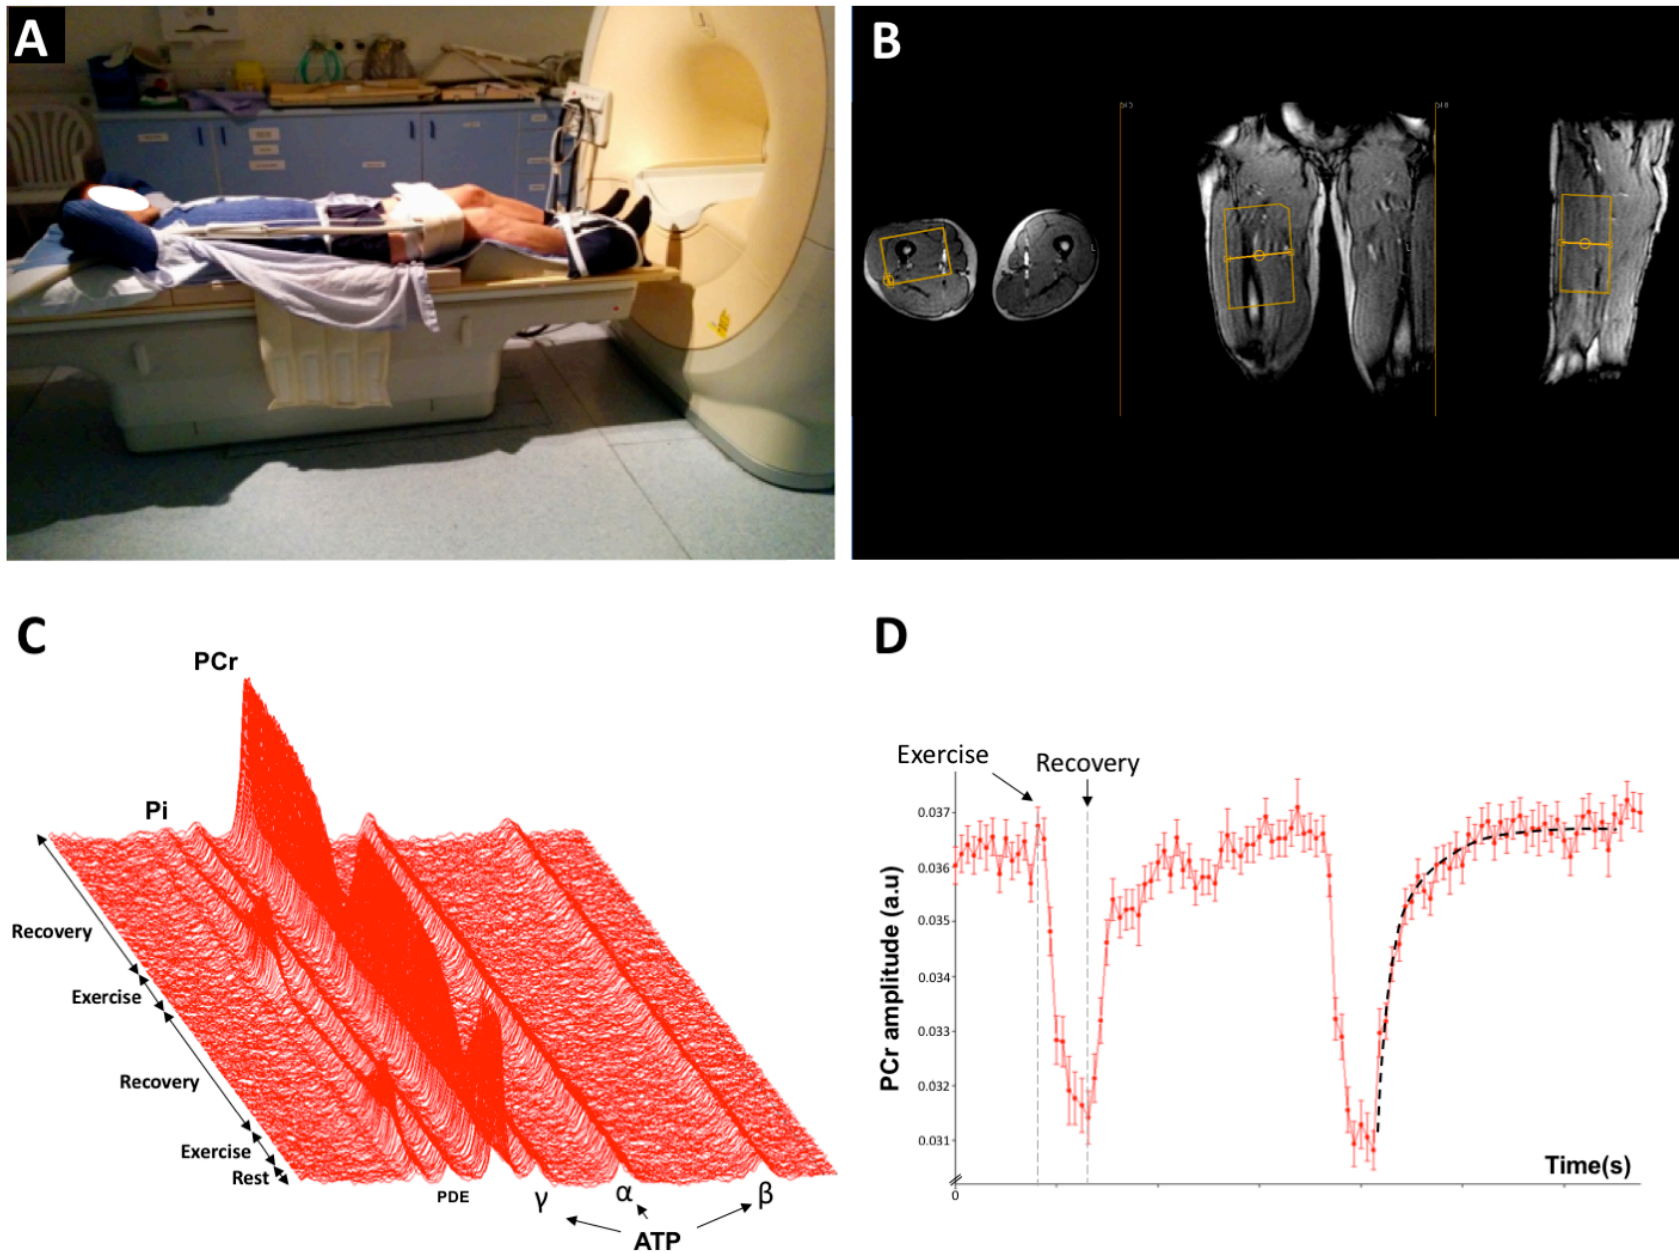 A
B
L
L
C
PCr
Pi
Recovery
Exercise
Recovery
Exercise
Rest
PDE
γ
α
β
ATP
D
Exercise
Recovery
0.037
0.036
0.035
0.034
0.033
0.032
0.031
PCr amplitude (a.u)
Time(s)
0